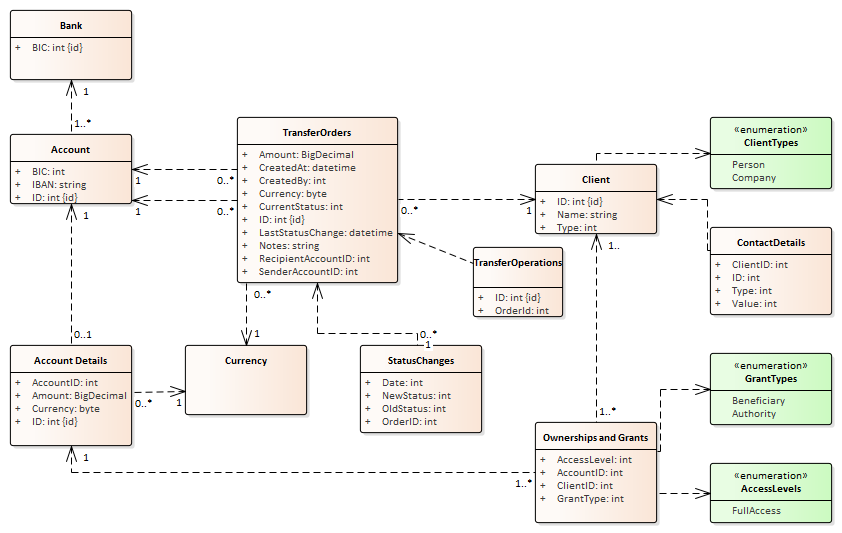 Bank
+ BIC: int {id}
1
1..*
Account
+ BIC: int
+ IBAN: string
+ ID: int {id}
1
0..*
1
0..*
TransferOrders
+ Amount: BigDecimal
+ CreatedAt: datetime
+ CreatedBy: int
+ Currency: byte
+ CurrentStatus: int
+ ID: int {id}
+ LastStatusChange: datetime
+ Notes: string
+ RecipientAccountID: int
+ SenderAccountID: int
0..*
1
Client
+ ID: int {id}
+ Name: string
+ Type: int
1..
«enumeration»
ClientTypes
Person
Company
ContactDetails
+ ClientID: int
+ ID: int
+ Type: int
+ Value: int
TransferOperations
+ ID: int {id}
+ OrderId: int
1
0..1
0..*
1
0..*
1
Account Details
+ AccountID: int
+ Amount: BigDecimal
+ Currency: byte
+ ID: int {id}
0..*
1
Currency
StatusChanges
+ Date: int
+ NewStatus: int
+ OldStatus: int
+ OrderID: int
«enumeration»
GrantTypes
Beneficiary
Authority
1..*
Ownerships and Grants
+ AccessLevel: int
+ AccountID: int
+ ClientID: int
+ GrantType: int
1
1..*
«enumeration»
AccessLevels
FullAccess